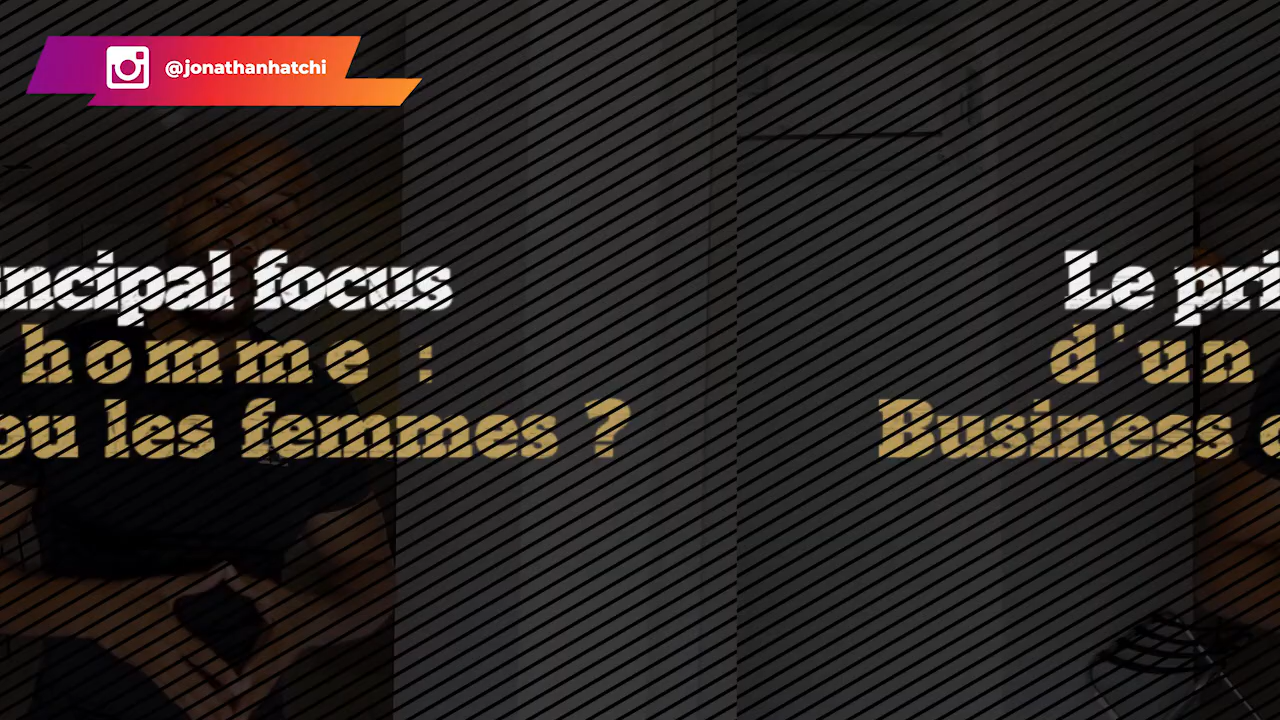 @jonathanhatchi
ncipal focus
homme :
ou les femmes ?
Le pri
d'un
Business